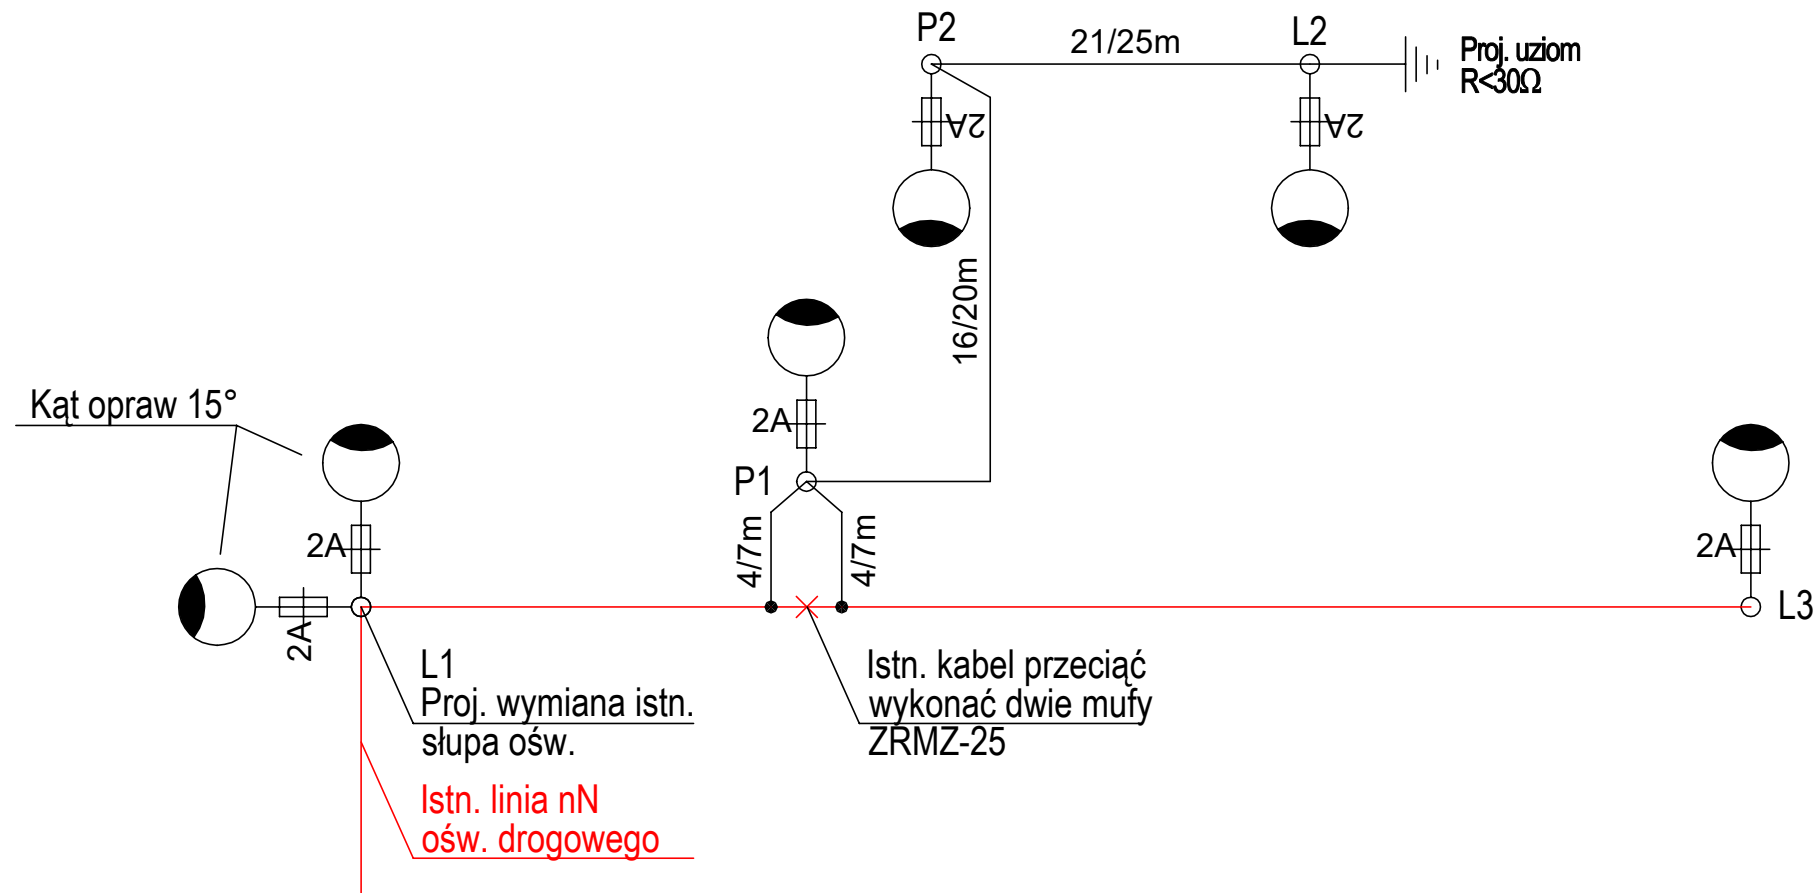 P2
21/25m
L2
Proj. uziom
R<30Ω
2A
2A
16/20m
2A
Kąt opraw 15°
P1
2A
2A
4/7m
4/7m
2A
L3
L1
Proj. wymiana istn.
słupa ośw.
Istn. kabel przeciąć
wykonać dwie mufy
ZRMZ-25
Istn. linia nN
ośw. drogowego